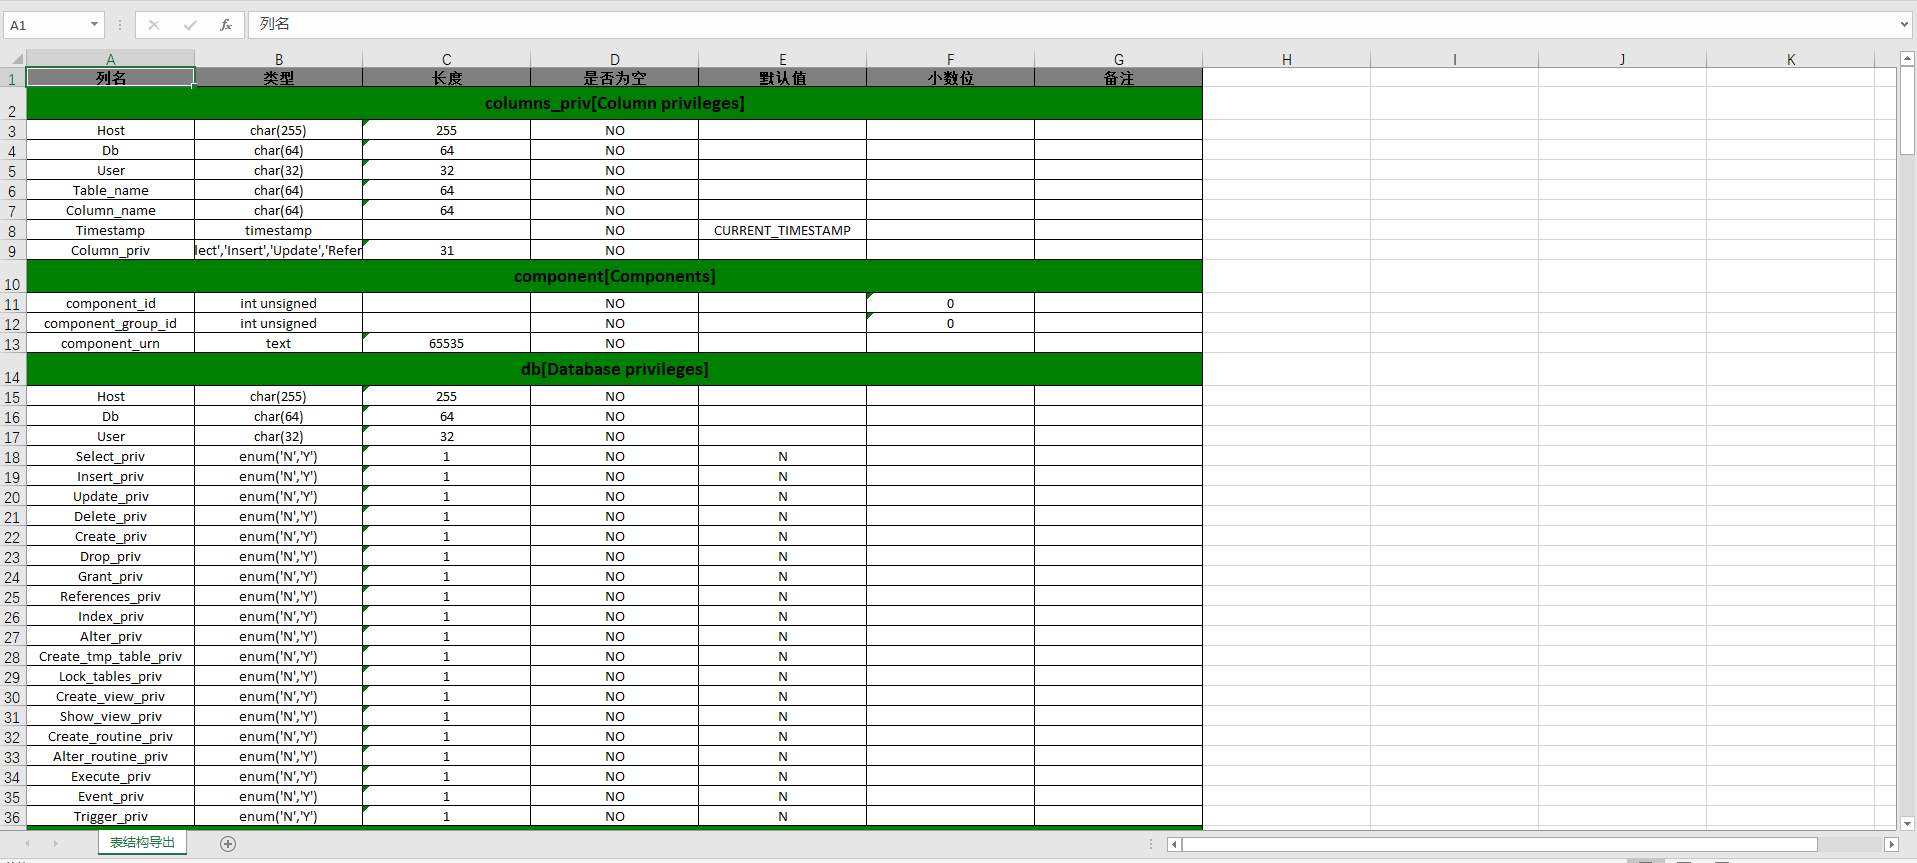 A1 列名
A B C D E F G H I J K
1 列名 类型 长度 是否为空 默认值 小数位 备注
2 columns_priv[Column privileges]
3 Host char(255) 255 NO
4 Db char(64) 64 NO
5 User char(32) 32 NO
6 Table_name char(64) 64 NO
7 Column_name char(64) 64 NO
8 Timestamp timestamp NO CURRENT_TIMESTAMP
9 Column_priv lect','Insert','Update','Refer 31 NO
10 component[Components]
11 component_id int unsigned NO 0
12 component_group_id int unsigned NO 0
13 component_urn text 65535 NO
14 db[Database privileges]
15 Host char(255) 255 NO
16 Db char(64) 64 NO
17 User char(32) 32 NO
18 Select_priv enum('N','Y') 1 NO N
19 Insert_priv enum('N','Y') 1 NO N
20 Update_priv enum('N','Y') 1 NO N
21 Delete_priv enum('N','Y') 1 NO N
22 Create_priv enum('N','Y') 1 NO N
23 Drop_priv enum('N','Y') 1 NO N
24 Grant_priv enum('N','Y') 1 NO N
25 References_priv enum('N','Y') 1 NO N
26 Index_priv enum('N','Y') 1 NO N
27 Alter_priv enum('N','Y') 1 NO N
28 Create_tmp_table_priv enum('N','Y') 1 NO N
29 Lock_tables_priv enum('N','Y') 1 NO N
30 Create_view_priv enum('N','Y') 1 NO N
31 Show_view_priv enum('N','Y') 1 NO N
32 Create_routine_priv enum('N','Y') 1 NO N
33 Alter_routine_priv enum('N','Y') 1 NO N
34 Execute_priv enum('N','Y') 1 NO N
35 Event_priv enum('N','Y') 1 NO N
36 Trigger_priv enum('N','Y') 1 NO N
表结构导出